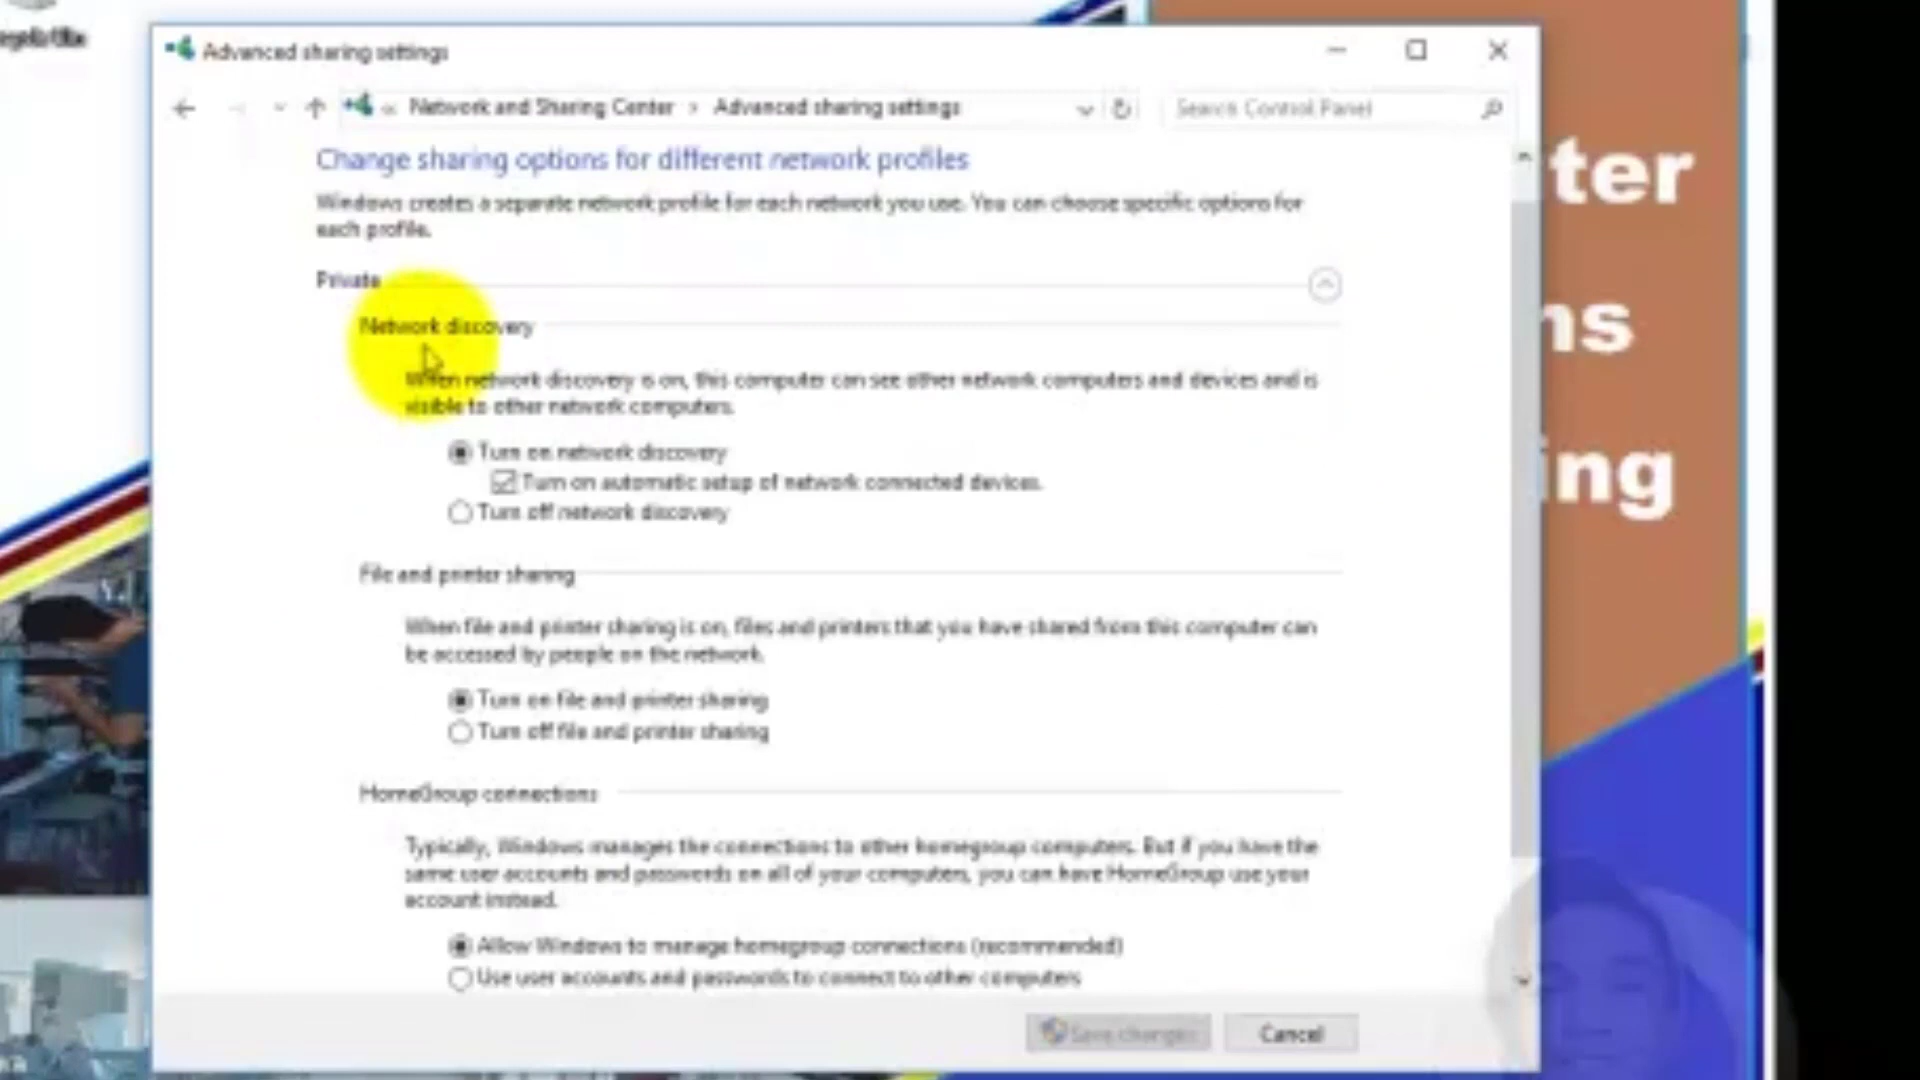 Advanced sharing settings
« Network and Sharing Center › Advanced sharing settings
Search Control Panel
Change sharing options for different network profiles
Windows creates a separate network profile for each network you use. You can choose specific options for
each profile.
Private
Network discovery
When network discovery is on, this computer can see other network computers and devices and is
visible to other network computers.
Turn on network discovery
Turn on automatic setup of network connected devices.
Turn off network discovery
File and printer sharing
When file and printer sharing is on, files and printers that you have shared from this computer can
be accessed by people on the network.
Turn on file and printer sharing
Turn off file and printer sharing
HomeGroup connections
Typically, Windows manages the connections to other homegroup computers. But if you have the
same user accounts and passwords on all of your computers, you can have HomeGroup use your
account instead.
Allow Windows to manage homegroup connections (recommended)
Use user accounts and passwords to connect to other computers
Save changes
Cancel
ter
ns
ing